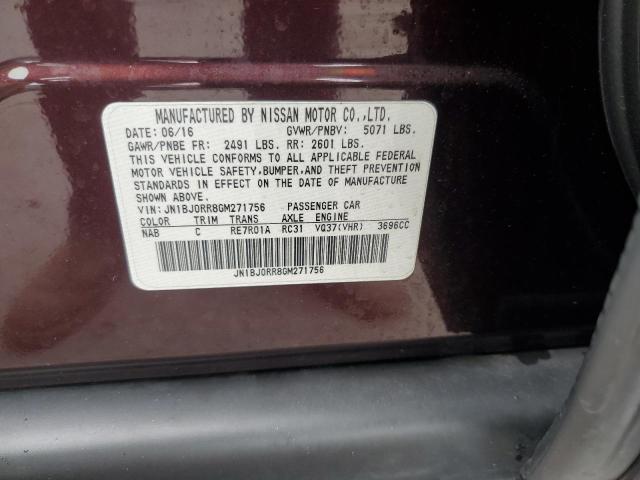 MANUFACTURED BY NISSAN MOTOR CO.,LTD.
DATE: 06/16 GVWR/PNBV: 5071 LBS.
GAWR/PNBE FR: 2491 LBS. RR: 2601 LBS.
THIS VEHICLE CONFORMS TO ALL APPLICABLE FEDERAL
MOTOR VEHICLE SAFETY,BUMPER,AND THEFT PREVENTION
STANDARDS IN EFFECT ON THE DATE OF MANUFACTURE
SHOWN ABOVE.
VIN: JN1BJ0RR8GM271756 PASSENGER CAR
COLOR TRIM TRANS AXLE ENGINE
NAB C RE7R01A RC31 VQ37(VHR) 3696CC
JN1BJ0RR8GM271756